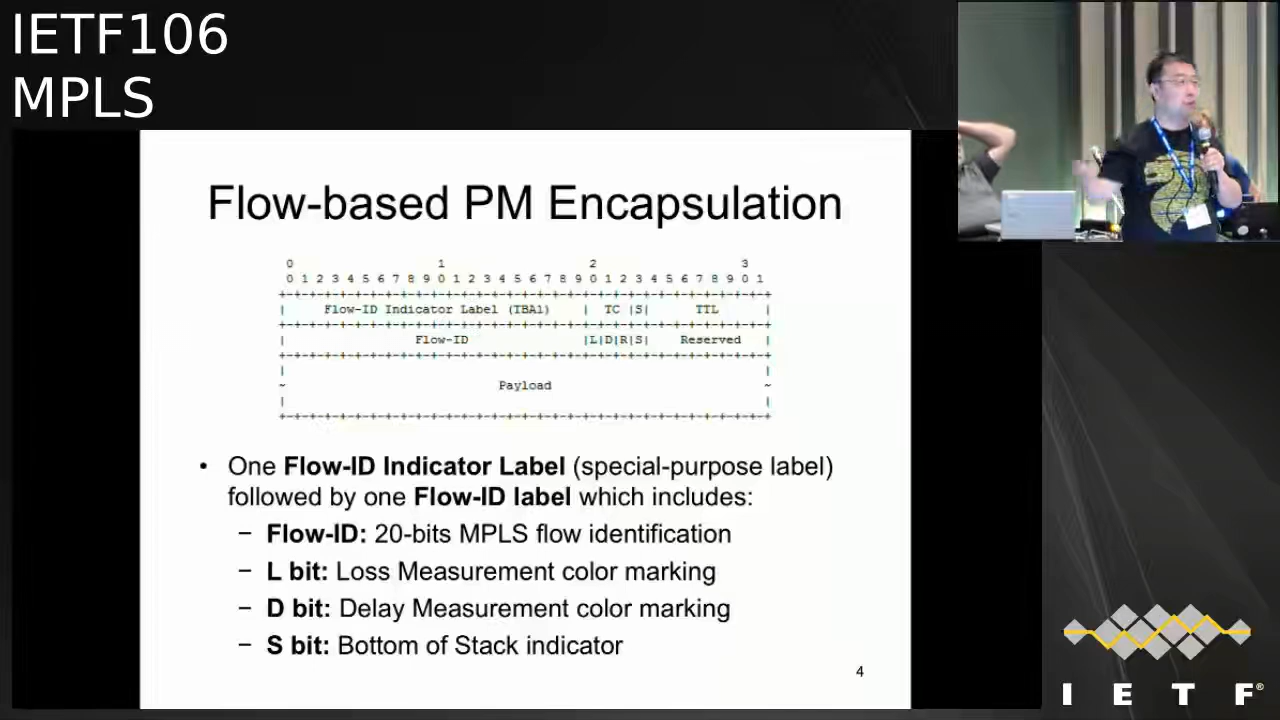 IETF106
MPLS
Flow-based PM Encapsulation
0 1 2 3
0 1 2 3 4 5 6 7 8 9 0 1 2 3 4 5 6 7 8 9 0 1 2 3 4 5 6 7 8 9 0 1
+-+-+-+-+-+-+-+-+-+-+-+-+-+-+-+-+-+-+-+-+-+-+-+-+-+-+-+-+-+-+-+-+
| Flow-ID Indicator Label (TBA1) | TC |S| TTL |
+-+-+-+-+-+-+-+-+-+-+-+-+-+-+-+-+-+-+-+-+-+-+-+-+-+-+-+-+-+-+-+-+
| Flow-ID |L|D|R|S| Reserved |
+-+-+-+-+-+-+-+-+-+-+-+-+-+-+-+-+-+-+-+-+-+-+-+-+-+-+-+-+-+-+-+-+
| |
~ Payload ~
| |
+-+-+-+-+-+-+-+-+-+-+-+-+-+-+-+-+-+-+-+-+-+-+-+-+-+-+-+-+-+-+-+-+
• One Flow-ID Indicator Label (special-purpose label)
followed by one Flow-ID label which includes:
– Flow-ID: 20-bits MPLS flow identification
– L bit: Loss Measurement color marking
– D bit: Delay Measurement color marking
– S bit: Bottom of Stack indicator
4
I E T F®